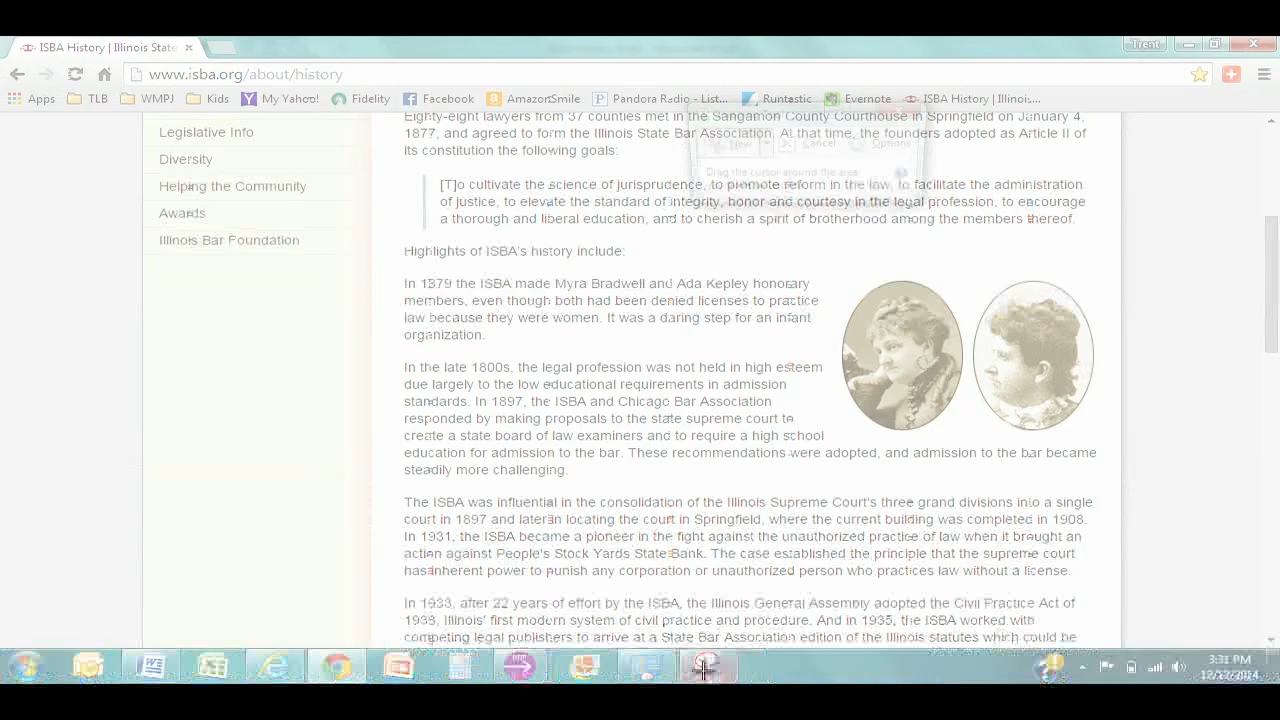 ISBA History | Illinois State
Trent
www.isba.org/about/history
Apps TLB WMPJ Kids My Yahoo! Fidelity Facebook AmazonSmile Pandora Radio - List... Runtastic Evernote ISBA History | Illinoi...
Legislative Info
Diversity
Helping the Community
Awards
Illinois Bar Foundation
Eighty-eight lawyers from 37 counties met in the Sangamon County Courthouse in Springfield on January 4,
1877, and agreed to form the Illinois State Bar Association. At that time, the founders adopted as Article II of
its constitution the following goals:
New Cancel Options
Drag the cursor around the area
[T]o cultivate the science of jurisprudence, to promote reform in the law, to facilitate the administration
of justice, to elevate the standard of integrity, honor and courtesy in the legal profession, to encourage
a thorough and liberal education, and to cherish a spirit of brotherhood among the members thereof.
Highlights of ISBA's history include:
In 1879 the ISBA made Myra Bradwell and Ada Kepley honorary
members, even though both had been denied licenses to practice
law because they were women. It was a daring step for an infant
organization.
In the late 1800s, the legal profession was not held in high esteem
due largely to the low educational requirements in admission
standards. In 1897, the ISBA and Chicago Bar Association
responded by making proposals to the state supreme court to
create a state board of law examiners and to require a high school
education for admission to the bar. These recommendations were adopted, and admission to the bar became
steadily more challenging.
The ISBA was influential in the consolidation of the Illinois Supreme Court's three grand divisions into a single
court in 1897 and later in locating the court in Springfield, where the current building was completed in 1908.
In 1931, the ISBA became a pioneer in the fight against the unauthorized practice of law when it brought an
action against People's Stock Yards State Bank. The case established the principle that the supreme court
has inherent power to punish any corporation or unauthorized person who practices law without a license.
In 1933, after 22 years of effort by the ISBA, the Illinois General Assembly adopted the Civil Practice Act of
1933, Illinois' first modern system of civil practice and procedure. And in 1935, the ISBA worked with
competing legal publishers to arrive at a State Bar Association edition of the Illinois statutes which could be
3:31 PM
12/12/2014